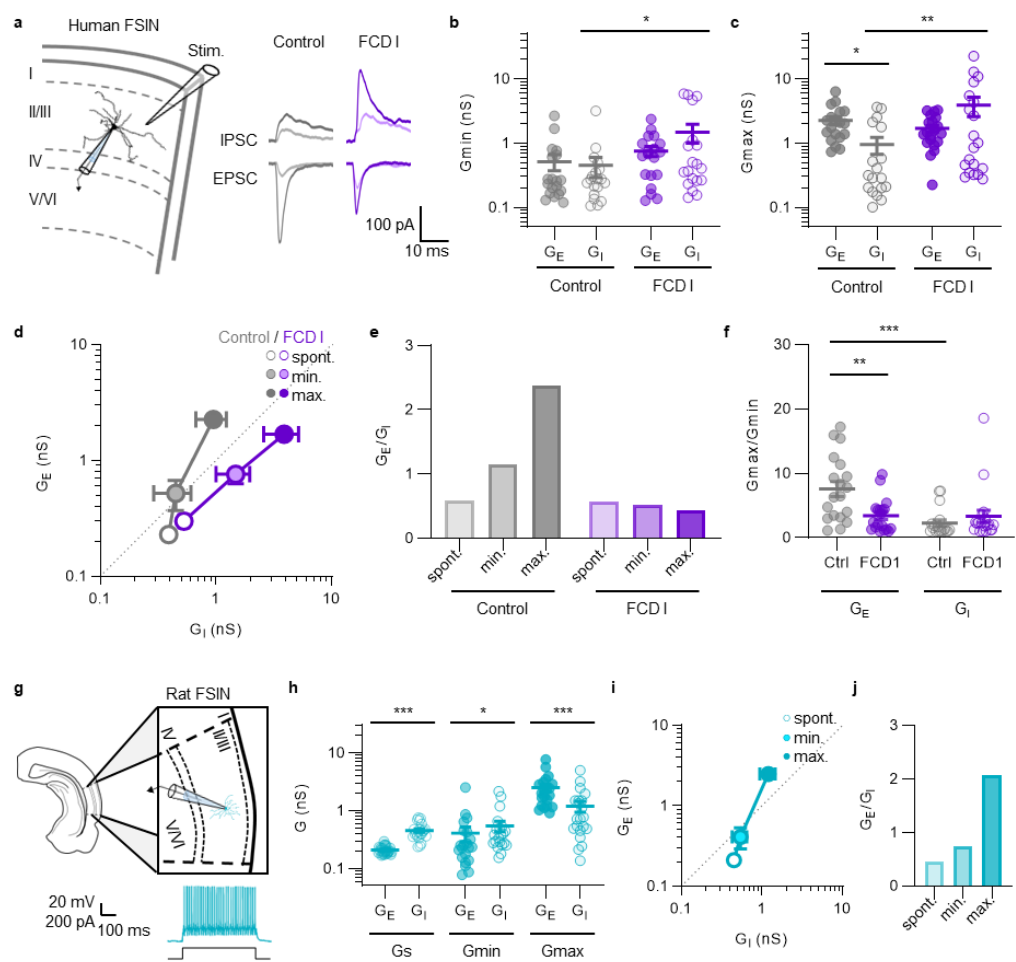 a
Human FSIN
Stim.
I
II/III
IV
V/VI
Control
FCD I
IPSC
EPSC
100 pA
10 ms
b
*
Gmin (nS)
10
1
0.1
G_E G_I G_E G_I
Control FCD I
c
**
*
Gmax (nS)
10
1
0.1
G_E G_I G_E G_I
Control FCD I
d
Control / FCD I
spont.
min.
max.
G_E (nS)
10
1
0.1
0.1 1 10
G_I (nS)
e
G_E/G_I
3
2
1
0
spont. min. max. spont. min. max.
Control FCD I
f
***
**
Gmax/Gmin
30
20
10
0
Ctrl FCD1 Ctrl FCD1
G_E G_I
g
Rat FSIN
I
II/III
IV
V/VI
20 mV
200 pA
100 ms
h
*** * ***
G (nS)
10
1
0.1
G_E G_I G_E G_I G_E G_I
Gs Gmin Gmax
i
spont.
min.
max.
G_E (nS)
10
1
0.1
0.1 1 10
G_I (nS)
j
G_E/G_I
3
2
1
0
spont. min. max.